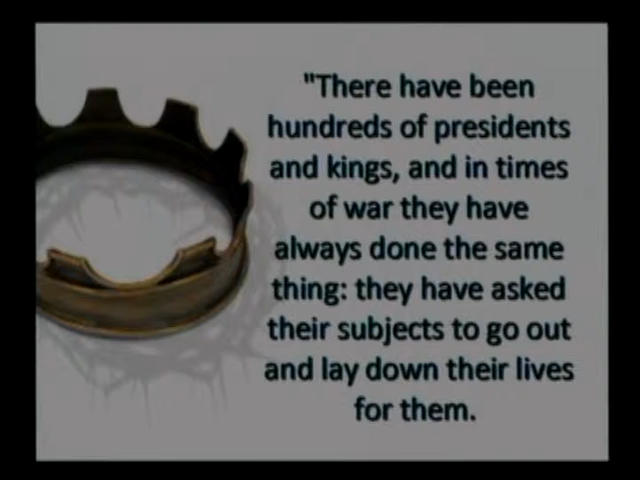 "There have been
hundreds of presidents
and kings, and in times
of war they have
always done the same
thing: they have asked
their subjects to go out
and lay down their lives
for them.